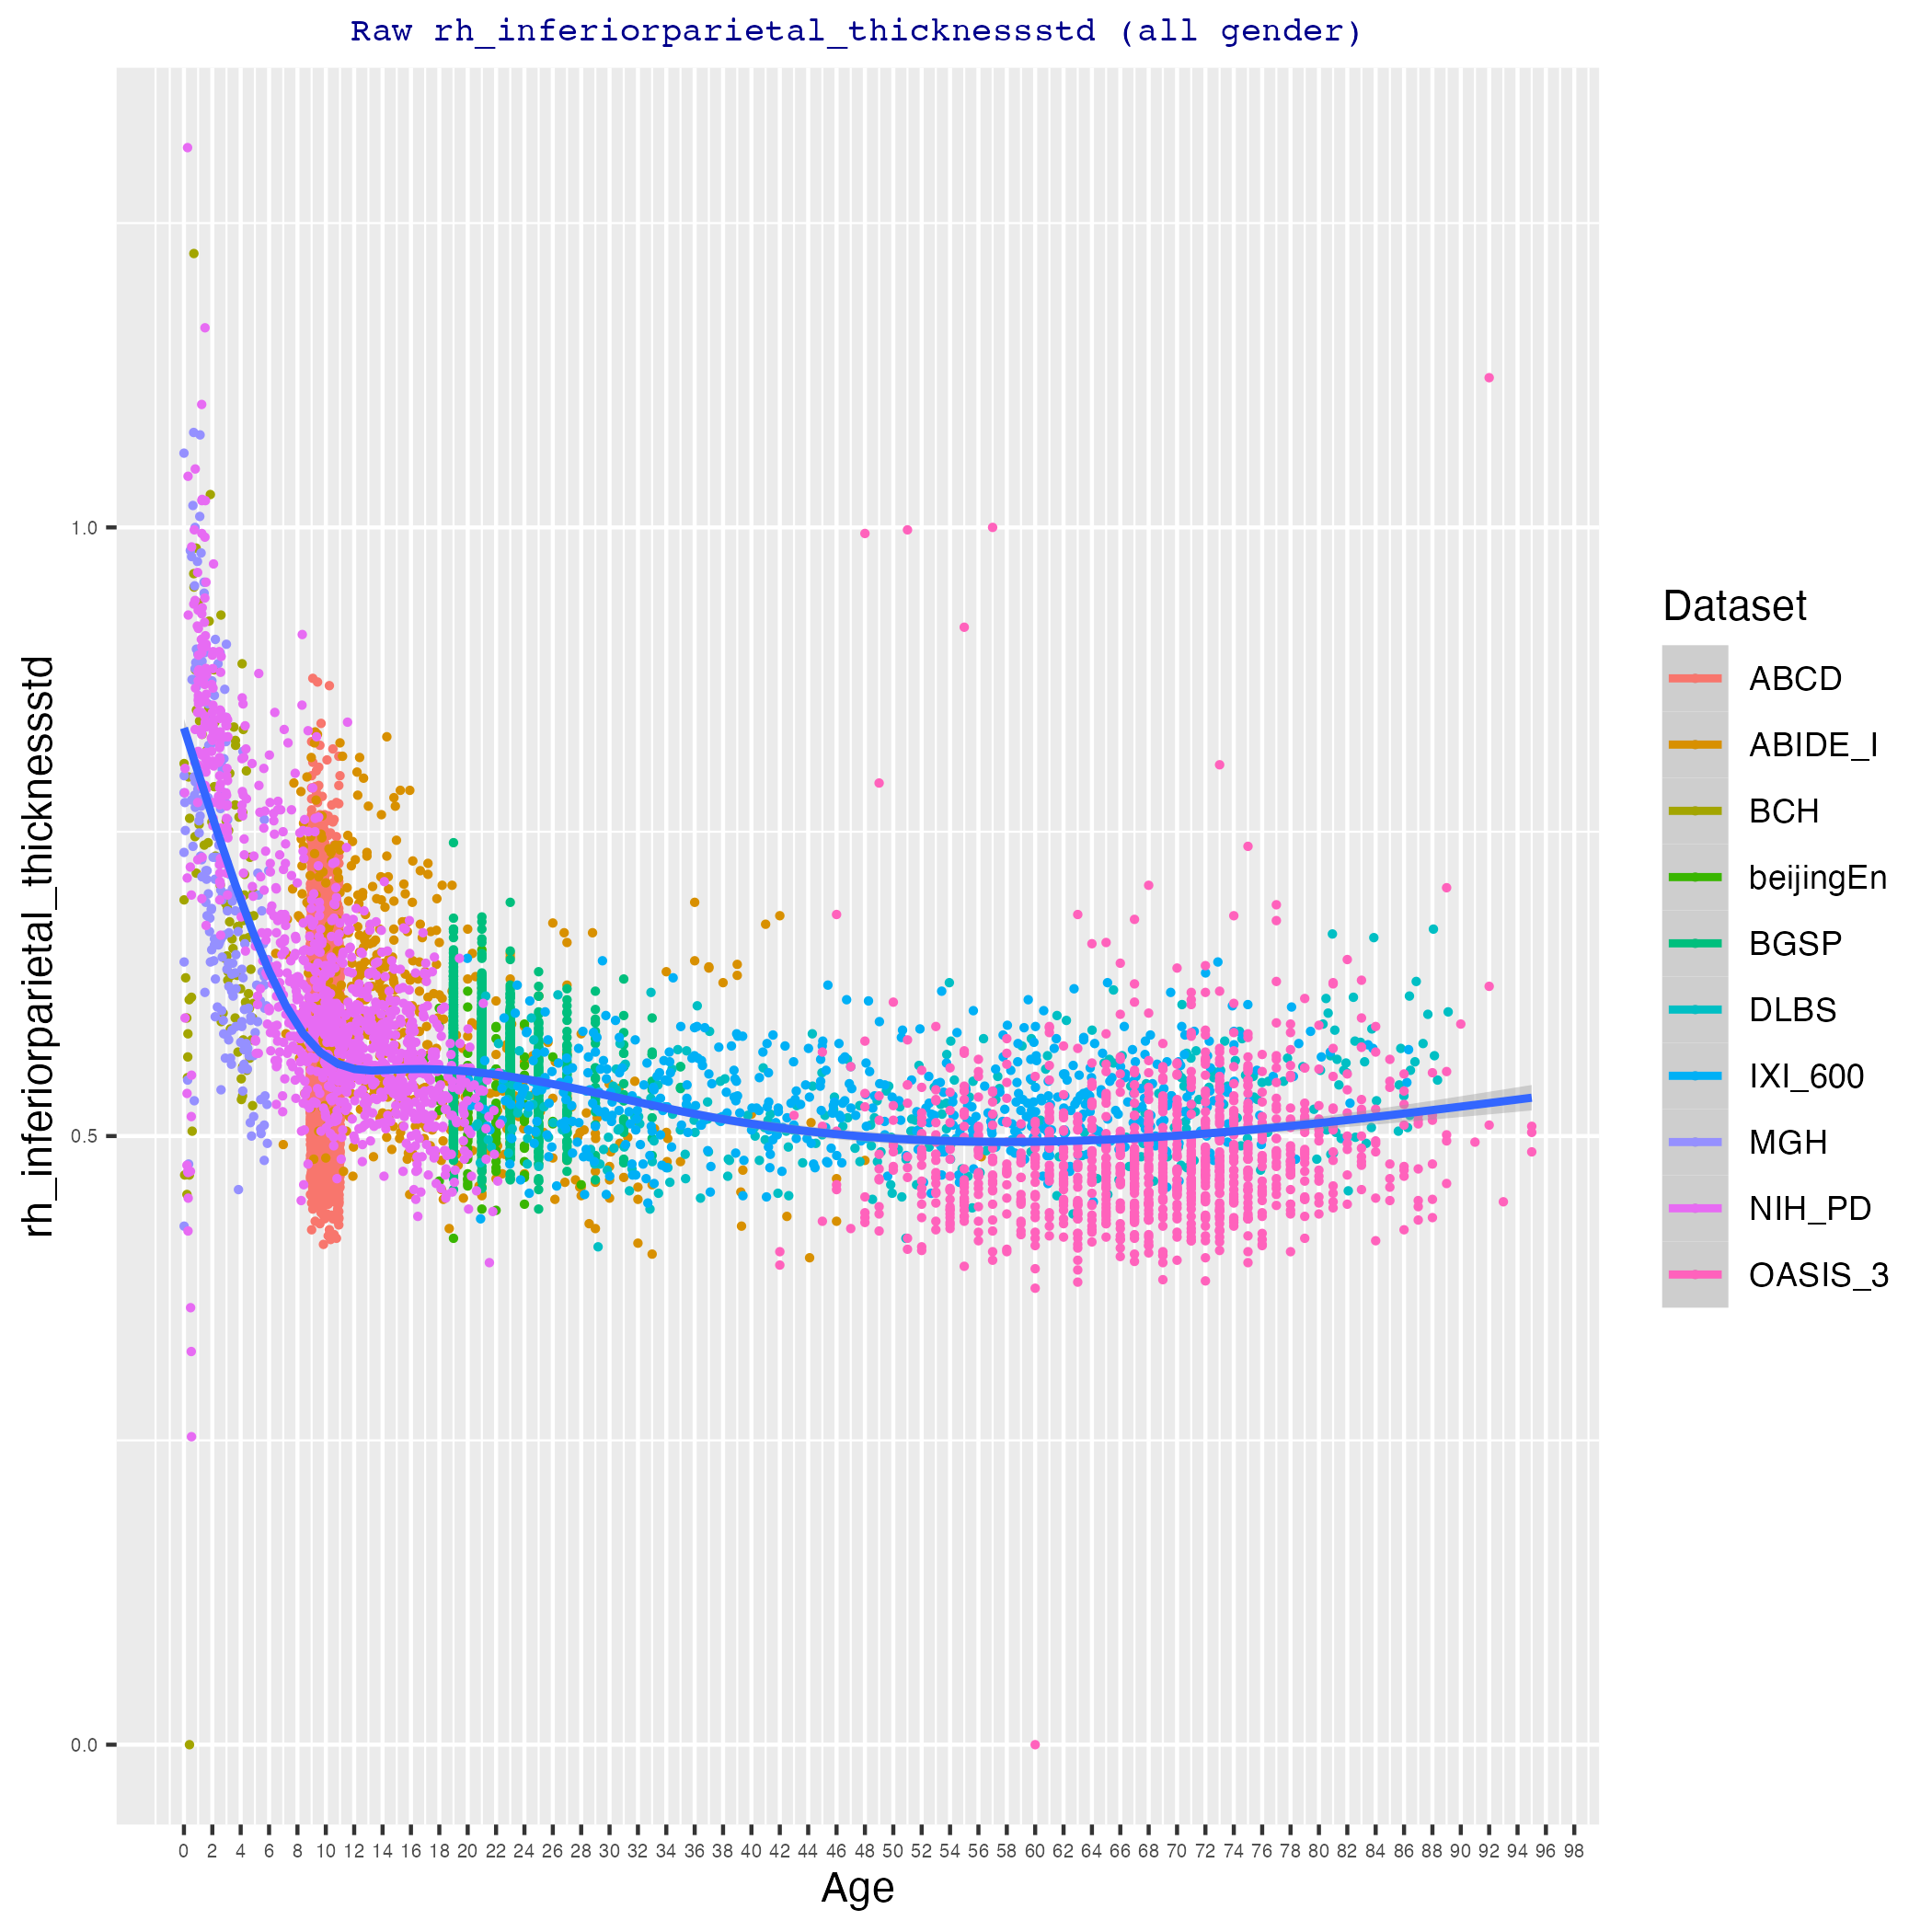 Raw rh_inferiorparietal_thicknessstd (all gender)
rh_inferiorparietal_thicknessstd
1.0
0.5
0.0
0 2 4 6 8 10 12 14 16 18 20 22 24 26 28 30 32 34 36 38 40 42 44 46 48 50 52 54 56 58 60 62 64 66 68 70 72 74 76 78 80 82 84 86 88 90 92 94 96 98
Age
Dataset
ABCD
ABIDE_I
BCH
beijingEn
BGSP
DLBS
IXI_600
MGH
NIH_PD
OASIS_3